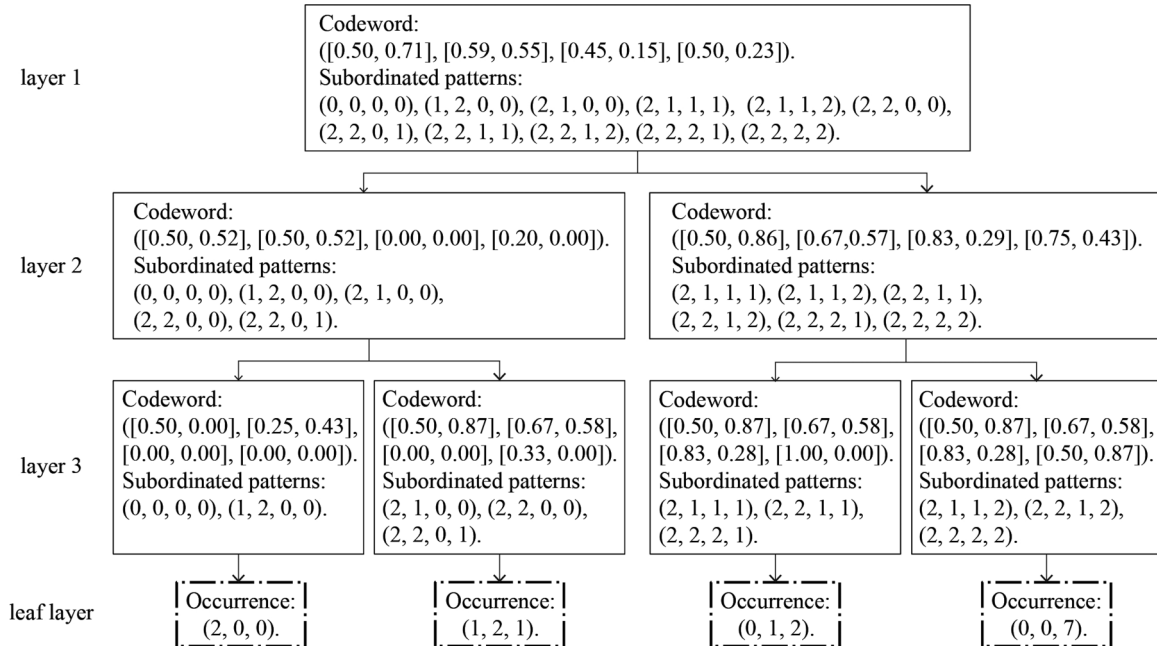 layer 1
Codeword:
([0.50, 0.71], [0.59, 0.55], [0.45, 0.15], [0.50, 0.23]).
Subordinated patterns:
(0, 0, 0, 0), (1, 2, 0, 0), (2, 1, 0, 0), (2, 1, 1, 1), (2, 1, 1, 2), (2, 2, 0, 0),
(2, 2, 0, 1), (2, 2, 1, 1), (2, 2, 1, 2), (2, 2, 2, 1), (2, 2, 2, 2).
layer 2
Codeword:
([0.50, 0.52], [0.50, 0.52], [0.00, 0.00], [0.20, 0.00]).
Subordinated patterns:
(0, 0, 0, 0), (1, 2, 0, 0), (2, 1, 0, 0),
(2, 2, 0, 0), (2, 2, 0, 1).
Codeword:
([0.50, 0.86], [0.67,0.57], [0.83, 0.29], [0.75, 0.43]).
Subordinated patterns:
(2, 1, 1, 1), (2, 1, 1, 2), (2, 2, 1, 1),
(2, 2, 1, 2), (2, 2, 2, 1), (2, 2, 2, 2).
layer 3
Codeword:
([0.50, 0.00], [0.25, 0.43],
[0.00, 0.00], [0.00, 0.00]).
Subordinated patterns:
(0, 0, 0, 0), (1, 2, 0, 0).
Codeword:
([0.50, 0.87], [0.67, 0.58],
[0.00, 0.00], [0.33, 0.00]).
Subordinated patterns:
(2, 1, 0, 0), (2, 2, 0, 0),
(2, 2, 0, 1).
Codeword:
([0.50, 0.87], [0.67, 0.58],
[0.83, 0.28], [1.00, 0.00]).
Subordinated patterns:
(2, 1, 1, 1), (2, 2, 1, 1),
(2, 2, 2, 1).
Codeword:
([0.50, 0.87], [0.67, 0.58],
[0.83, 0.28], [0.50, 0.87]).
Subordinated patterns:
(2, 1, 1, 2), (2, 2, 1, 2),
(2, 2, 2, 2).
leaf layer
Occurrence:
(2, 0, 0).
Occurrence:
(1, 2, 1).
Occurrence:
(0, 1, 2).
Occurrence:
(0, 0, 7).